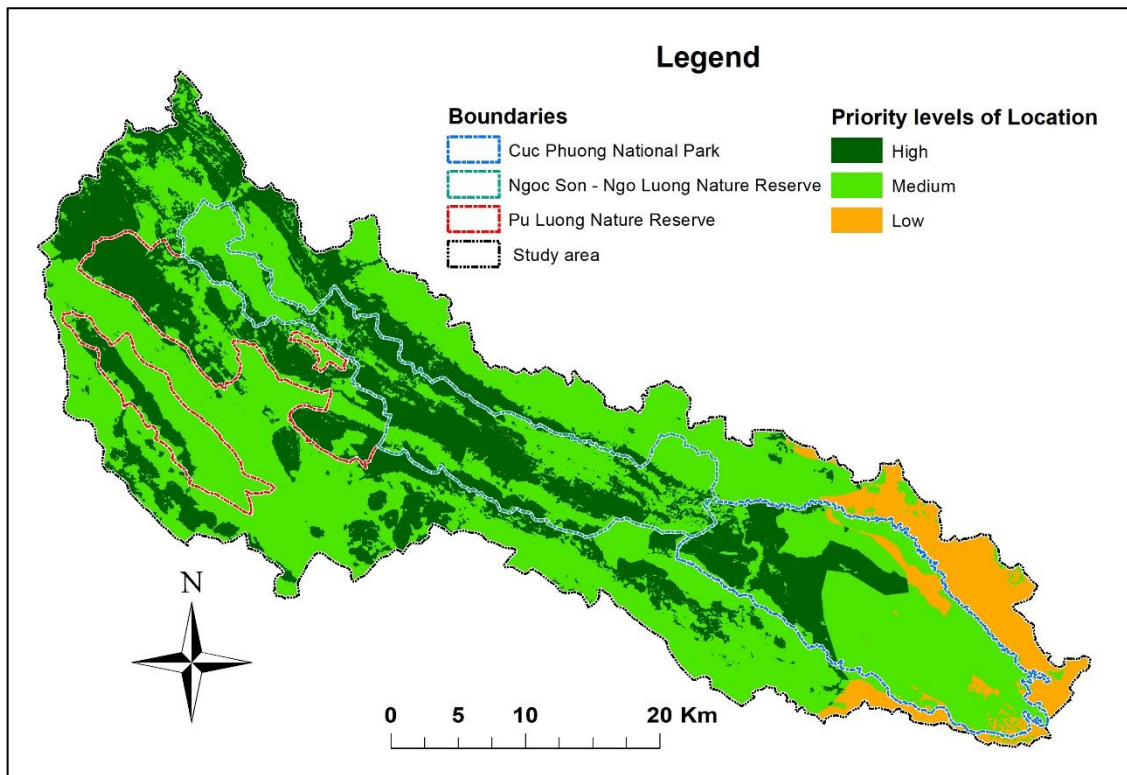 Legend
Boundaries
Cuc Phuong National Park
Ngoc Son - Ngo Luong Nature Reserve
Pu Luong Nature Reserve
Study area
Priority levels of Location
High
Medium
Low
N
0 5 10 20 Km